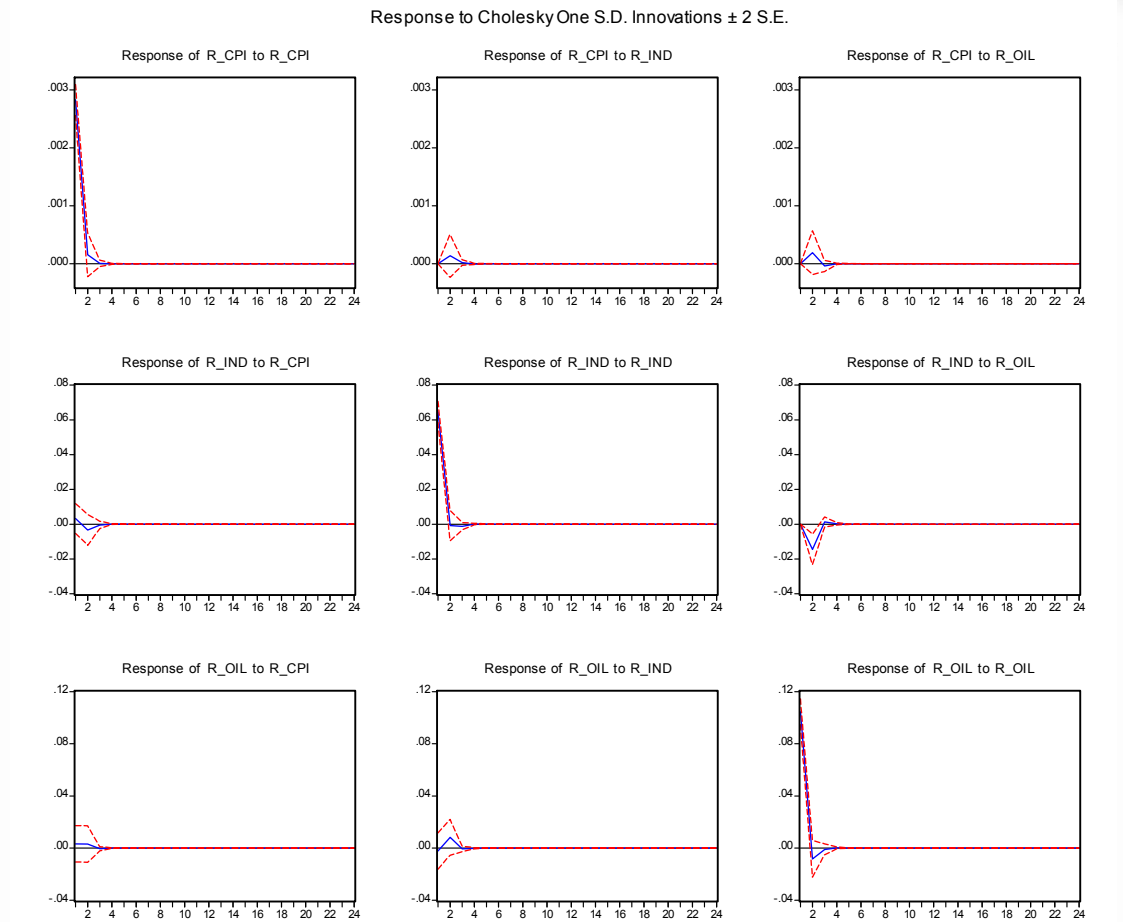 Response to Cholesky One S.D. Innovations ± 2 S.E.
Response of R_CPI to R_CPI
Response of R_CPI to R_IND
Response of R_CPI to R_OIL
.003
.002
.001
.000
2 4 6 8 10 12 14 16 18 20 22 24
.003
.002
.001
.000
2 4 6 8 10 12 14 16 18 20 22 24
.003
.002
.001
.000
2 4 6 8 10 12 14 16 18 20 22 24
Response of R_IND to R_CPI
Response of R_IND to R_IND
Response of R_IND to R_OIL
.08
.06
.04
.02
.00
-.02
-.04
2 4 6 8 10 12 14 16 18 20 22 24
.08
.06
.04
.02
.00
-.02
-.04
2 4 6 8 10 12 14 16 18 20 22 24
.08
.06
.04
.02
.00
-.02
-.04
2 4 6 8 10 12 14 16 18 20 22 24
Response of R_OIL to R_CPI
Response of R_OIL to R_IND
Response of R_OIL to R_OIL
.12
.08
.04
.00
-.04
2 4 6 8 10 12 14 16 18 20 22 24
.12
.08
.04
.00
-.04
2 4 6 8 10 12 14 16 18 20 22 24
.12
.08
.04
.00
-.04
2 4 6 8 10 12 14 16 18 20 22 24